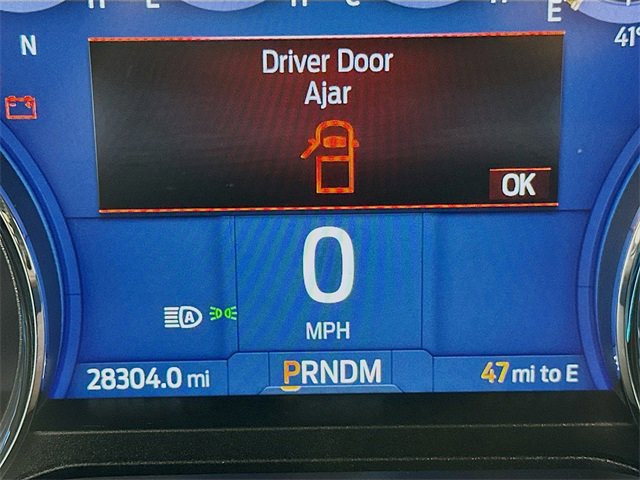 E
N
41°
Driver Door
Ajar
OK
0
MPH
A
28304.0 mi
PRNDM
47 mi to E